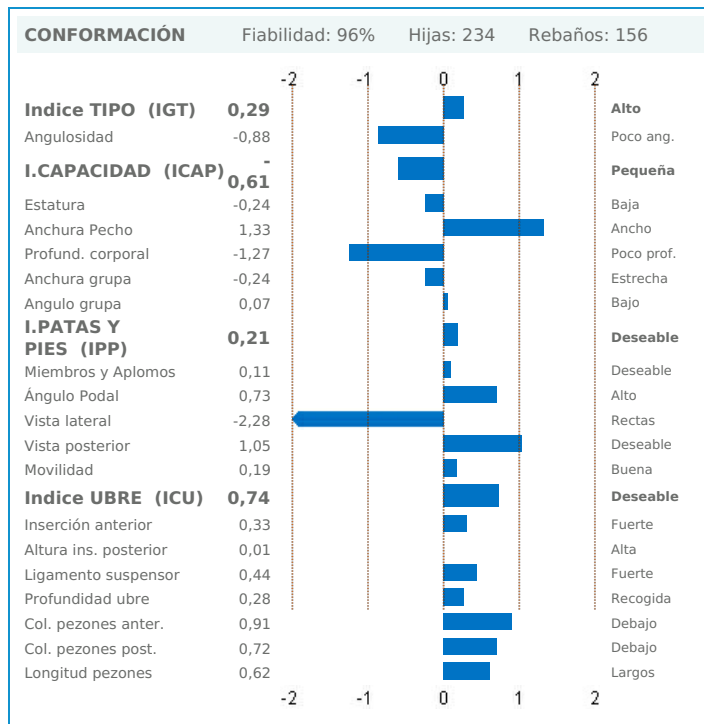 CONFORMACIÓN Fiabilidad: 96% Hijas: 234 Rebaños: 156
-2 -1 0 1 2
Indice TIPO (IGT) 0,29 Alto
Angulosidad -0,88 Poco ang.
I.CAPACIDAD (ICAP) -
0,61 Pequeña
Estatura -0,24 Baja
Anchura Pecho 1,33 Ancho
Profund. corporal -1,27 Poco prof.
Anchura grupa -0,24 Estrecha
Angulo grupa 0,07 Bajo
I.PATAS Y
PIES (IPP) 0,21 Deseable
Miembros y Aplomos 0,11 Deseable
Ángulo Podal 0,73 Alto
Vista lateral -2,28 Rectas
Vista posterior 1,05 Deseable
Movilidad 0,19 Buena
Indice UBRE (ICU) 0,74 Deseable
Inserción anterior 0,33 Fuerte
Altura ins. posterior 0,01 Alta
Ligamento suspensor 0,44 Fuerte
Profundidad ubre 0,28 Recogida
Col. pezones anter. 0,91 Debajo
Col. pezones post. 0,72 Debajo
Longitud pezones 0,62 Largos
-2 -1 0 1 2